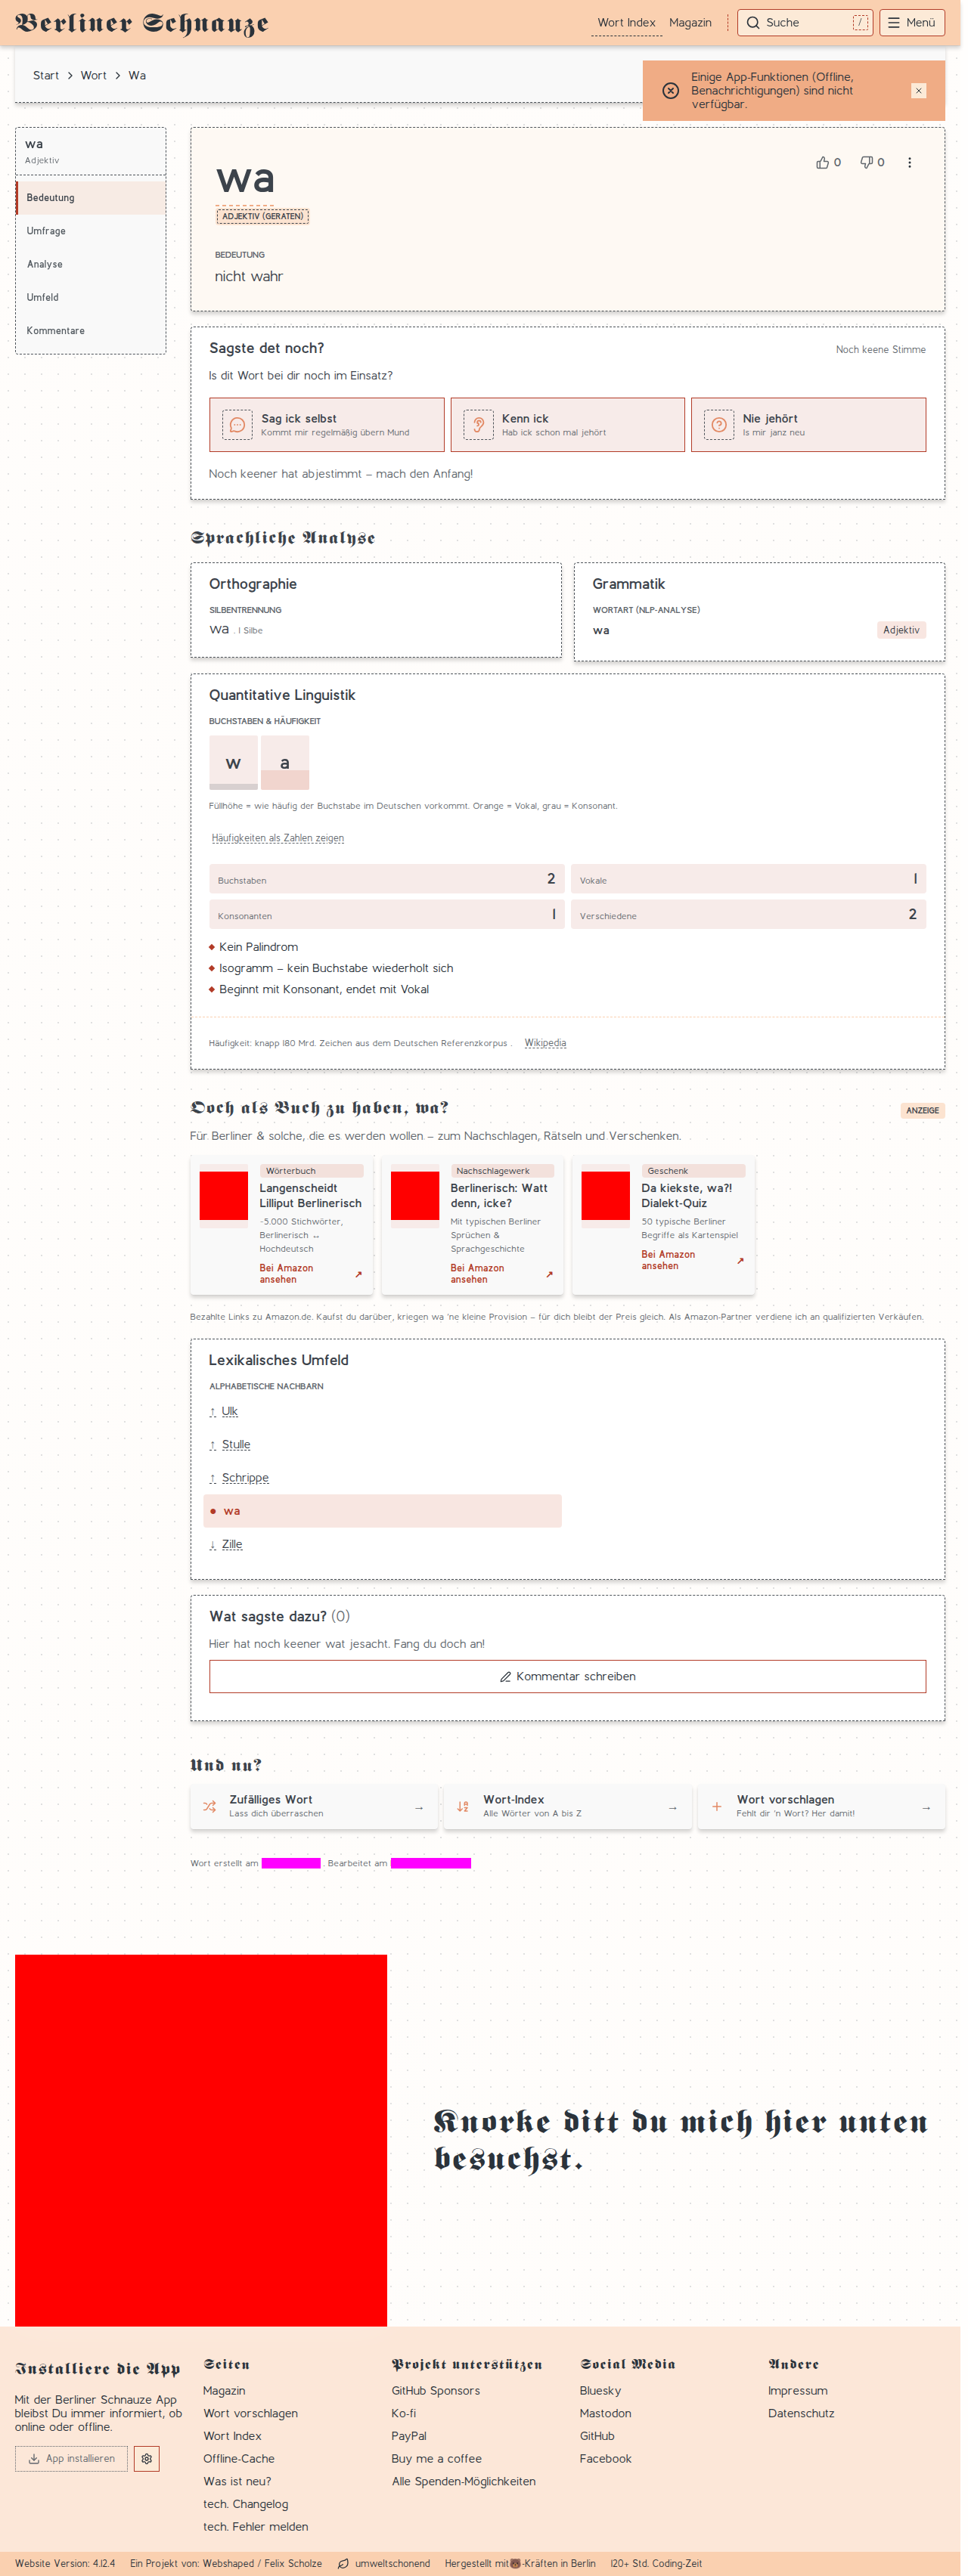 Berliner Schnauze
Wort Index
Magazin
Suche
/
Menü
Start
Wort
Wa
Einige App-Funktionen (Offline,
Benachrichtigungen) sind nicht
verfügbar.
wa
Adjektiv
Bedeutung
Umfrage
Analyse
Umfeld
Kommentare
wa
0
0
ADJEKTIV (GERATEN)
BEDEUTUNG
nicht wahr
Sagste det noch?
Noch keene Stimme
Is dit Wort bei dir noch im Einsatz?
Sag ick selbst
Kommt mir regelmäßig übern Mund
Kenn ick
Hab ick schon mal jehört
Nie jehört
Is mir janz neu
Noch keener hat abjestimmt – mach den Anfang!
Sprachliche Analyse
Orthographie
SILBENTRENNUNG
wa · 1 Silbe
Grammatik
WORTART (NLP-ANALYSE)
wa
Adjektiv
Quantitative Linguistik
BUCHSTABEN & HÄUFIGKEIT
w a
Füllhöhe = wie häufig der Buchstabe im Deutschen vorkommt. Orange = Vokal, grau = Konsonant.
Häufigkeiten als Zahlen zeigen
Buchstaben 2
Vokale 1
Konsonanten 1
Verschiedene 2
Kein Palindrom
Isogramm – kein Buchstabe wiederholt sich
Beginnt mit Konsonant, endet mit Vokal
Häufigkeit: knapp 180 Mrd. Zeichen aus dem Deutschen Referenzkorpus . Wikipedia
Doch als Buch zu haben, wa?
ANZEIGE
Für Berliner & solche, die es werden wollen – zum Nachschlagen, Rätseln und Verschenken.
Wörterbuch
Langenscheidt
Lilliput Berlinerisch
~5.000 Stichwörter,
Berlinerisch ↔
Hochdeutsch
Bei Amazon
ansehen
↗
Nachschlagewerk
Berlinerisch: Watt
denn, icke?
Mit typischen Berliner
Sprüchen &
Sprachgeschichte
Bei Amazon
ansehen
↗
Geschenk
Da kiekste, wa?!
Dialekt-Quiz
50 typische Berliner
Begriffe als Kartenspiel
Bei Amazon
ansehen
↗
Bezahlte Links zu Amazon.de. Kaufst du darüber, kriegen wa 'ne kleine Provision – für dich bleibt der Preis gleich. Als Amazon-Partner verdiene ich an qualifizierten Verkäufen.
Lexikalisches Umfeld
ALPHABETISCHE NACHBARN
↑ Ulk
↑ Stulle
↑ Schrippe
● wa
↓ Zille
Wat sagste dazu? (0)
Hier hat noch keener wat jesacht. Fang du doch an!
Kommentar schreiben
Und nu?
Zufälliges Wort
Lass dich überraschen
→
Wort-Index
Alle Wörter von A bis Z
→
Wort vorschlagen
Fehlt dir 'n Wort? Her damit!
→
Wort erstellt am
. Bearbeitet am
Knorke ditt du mich hier unten
besuchst.
Installiere die App
Mit der Berliner Schnauze App
bleibst Du immer informiert, ob
online oder offline.
App installieren
Seiten
Magazin
Wort vorschlagen
Wort Index
Offline-Cache
Was ist neu?
tech. Changelog
tech. Fehler melden
Projekt unterstützen
GitHub Sponsors
Ko-fi
PayPal
Buy me a coffee
Alle Spenden-Möglichkeiten
Social Media
Bluesky
Mastodon
GitHub
Facebook
Andere
Impressum
Datenschutz
Website Version: 4.12.4
Ein Projekt von: Webshaped / Felix Scholze
umweltschonend
Hergestellt mit🐻-Kräften in Berlin
120+ Std. Coding-Zeit